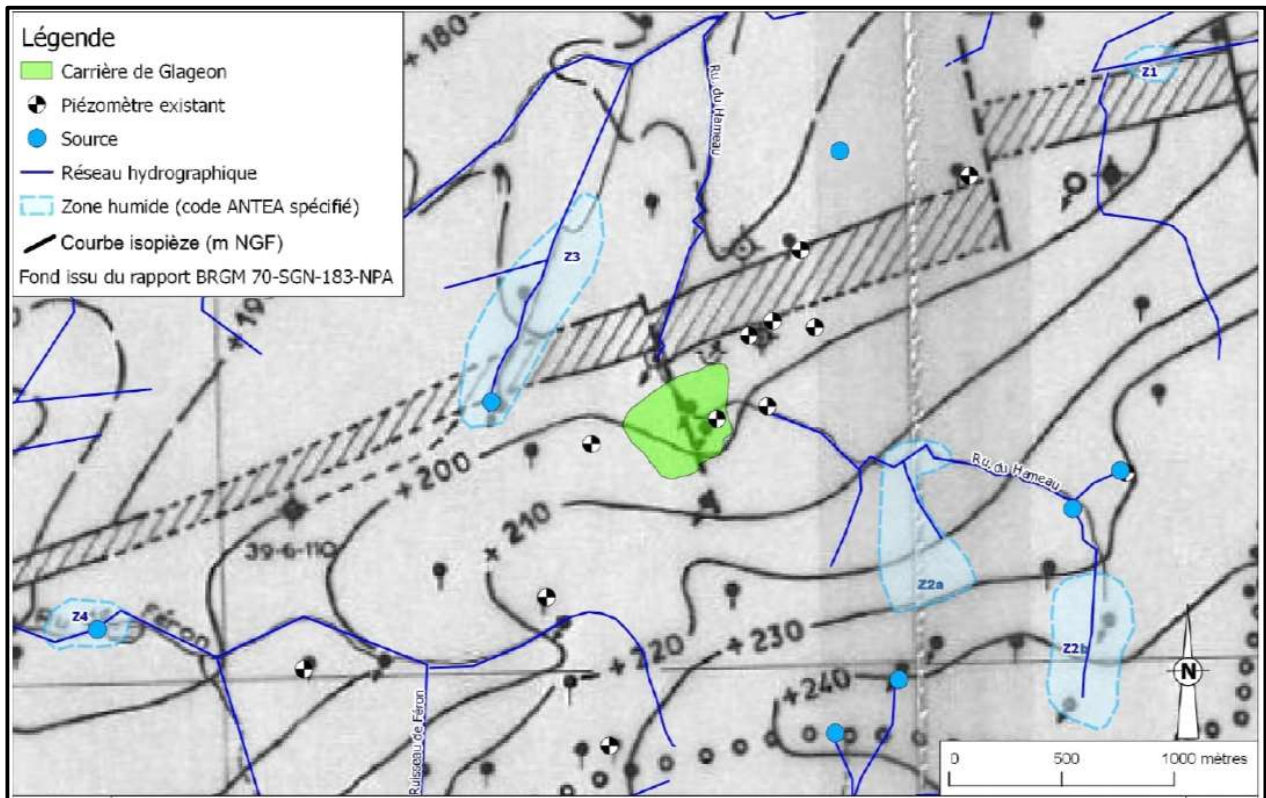 Légende
Carrière de Glageon
Piézomètre existant
Source
Réseau hydrographique
Zone humide (code ANTEA spécifié)
Courbe isopièze (m NGF)
Fond issu du rapport BRGM 70-SGN-183-NPA
+ 180
Ru. du Hameau
Z1
Z3
+ 200
+ 210
39-6-110
Ru. du Hameau
Z2a
Z4
Féron
+ 220
+ 230
Z2b
+ 240
Ruisseau de Féron
N
0 500 1000 mètres